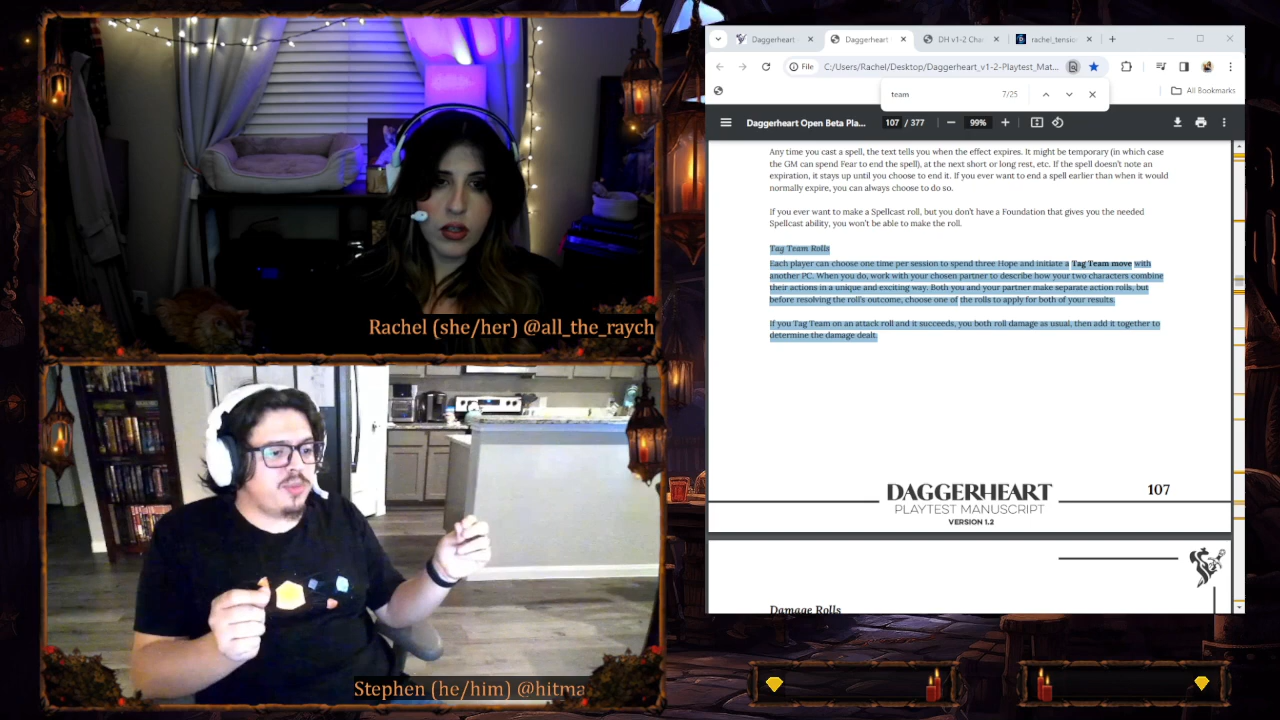 Rachel (she/her) @all_the_raych
Stephen (he/him) @hitma
Daggerheart
Daggerheart
DH v1-2 Char
rachel_tensio
File
C:/Users/Rachel/Desktop/Daggerheart_v1-2-Playtest_Mat...
team
7/25
All Bookmarks
Daggerheart Open Beta Pla...
107 / 377
99%
Any time you cast a spell, the text tells you when the effect expires. It might be temporary (in which case
the GM can spend Fear to end the spell), at the next short or long rest, etc. If the spell doesn't note an
expiration, it stays up until you choose to end it. If you ever want to end a spell earlier than when it would
normally expire, you can always choose to do so.
If you ever want to make a Spellcast roll, but you don't have a Foundation that gives you the needed
Spellcast ability, you won't be able to make the roll.
Tag Team Rolls
Each player can choose one time per session to spend three Hope and initiate a Tag Team move with
another PC. When you do, work with your chosen partner to describe how your two characters combine
their actions in a unique and exciting way. Both you and your partner make separate action rolls, but
before resolving the roll's outcome, choose one of the rolls to apply for both of your results.
If you Tag Team on an attack roll and it succeeds, you both roll damage as usual, then add it together to
determine the damage dealt.
DAGGERHEART
PLAYTEST MANUSCRIPT
VERSION 1.2
107
Damage Rolls